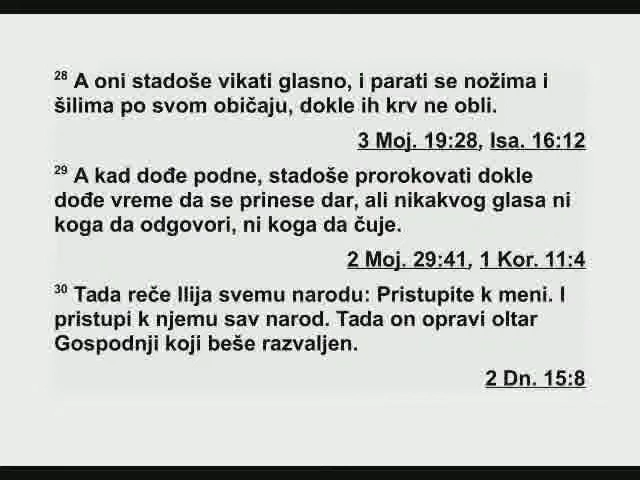 28 A oni stadoše vikati glasno, i parati se nožima i
šilima po svom običaju, dokle ih krv ne obli.
3 Moj. 19:28, Isa. 16:12
29 A kad dođe podne, stadoše prorokovati dokle
dođe vreme da se prinese dar, ali nikakvog glasa ni
koga da odgovori, ni koga da čuje.
2 Moj. 29:41, 1 Kor. 11:4
30 Tada reče Ilija svemu narodu: Pristupite k meni. I
pristupi k njemu sav narod. Tada on opravi oltar
Gospodnji koji beše razvaljen.
2 Dn. 15:8